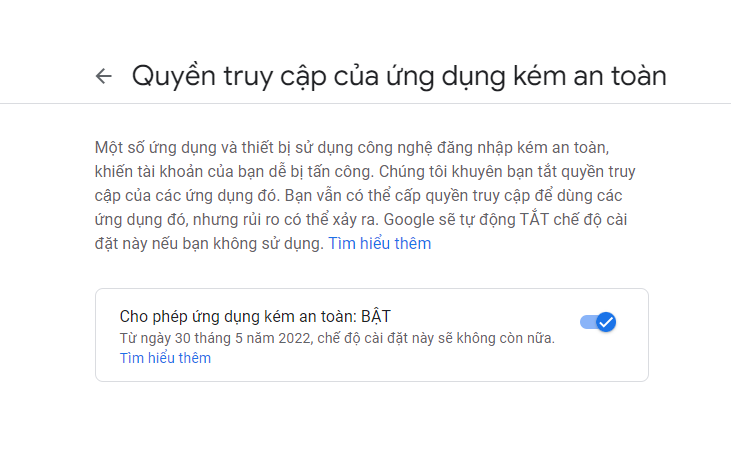 Quyền truy cập của ứng dụng kém an toàn
Một số ứng dụng và thiết bị sử dụng công nghệ đăng nhập kém an toàn,
khiến tài khoản của bạn dễ bị tấn công. Chúng tôi khuyên bạn tắt quyền truy
cập của các ứng dụng đó. Bạn vẫn có thể cấp quyền truy cập để dùng các
ứng dụng đó, nhưng rủi ro có thể xảy ra. Google sẽ tự động TẮT chế độ cài
đặt này nếu bạn không sử dụng. Tìm hiểu thêm
Cho phép ứng dụng kém an toàn: BẬT
Từ ngày 30 tháng 5 năm 2022, chế độ cài đặt này sẽ không còn nữa.
Tìm hiểu thêm